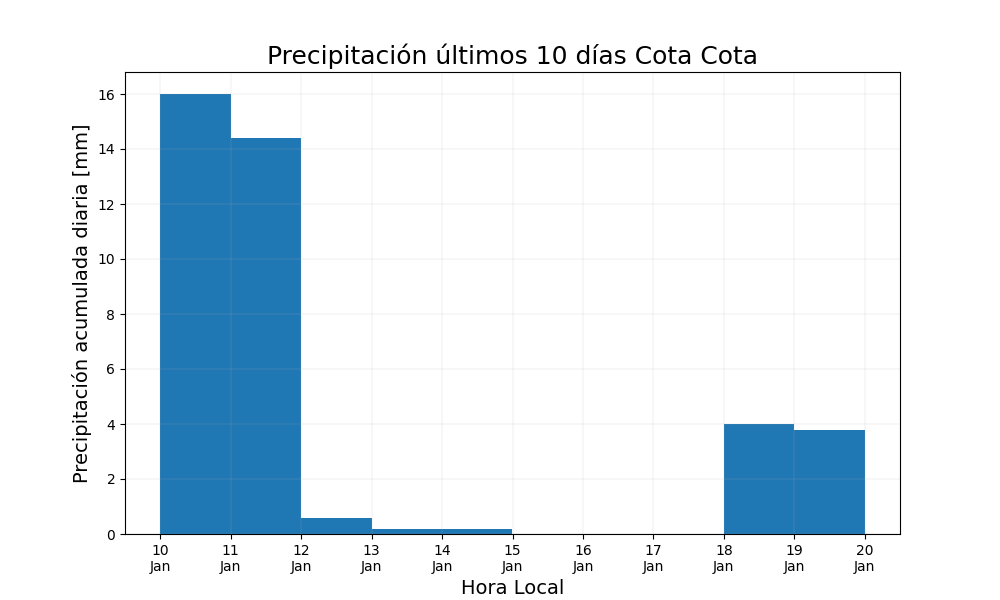 Precipitación últimos 10 días Cota Cota
Precipitación acumulada diaria [mm]
16
14
12
10
8
6
4
2
0
10 11 12 13 14 15 16 17 18 19 20
Jan Jan Jan Jan Jan Jan Jan Jan Jan Jan Jan
Hora Local